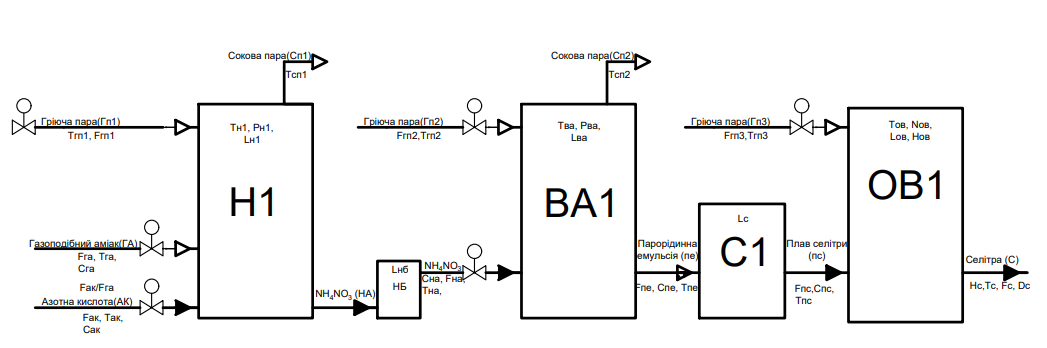 Сокова пара(Сп1)
Тсп1
Гріюча пара(Гп1)
Тгп1, Fгп1
Тн1, Рн1,
Lн1
Н1
Газоподібний аміак(ГА)
Fга, Тга,
Сга
Fак/Fга
Азотна кислота(АК)
Fак, Так,
Сак
NH4NO3 (НА)
Lнб
НБ
NH4NO3
Сна, Fна,
Тна,
Сокова пара(Сп2)
Тсп2
Гріюча пара(Гп2)
Fгп2,Тгп2
Тва, Рва,
Lва
ВА1
Парорідинна
емульсія (пе)
Fпе, Спе, Тпе
Lс
С1
Плав селітри
(пс)
Fпс,Спс,
Тпс
Гріюча пара(Гп3)
Fгп3,Тгп3
Тов, Nов,
Lов, Нов
ОВ1
Селітра (С)
Нс,Тс, Fс, Dс